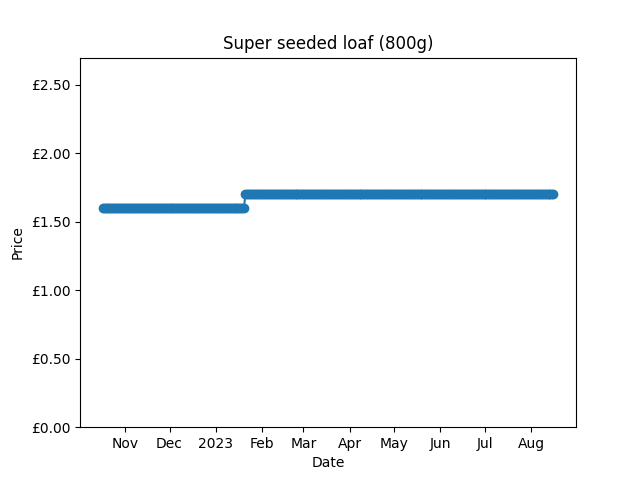 Super seeded loaf (800g)
£2.50
£2.00
£1.50
£1.00
£0.50
£0.00
Price
Nov Dec 2023 Feb Mar Apr May Jun Jul Aug
Date